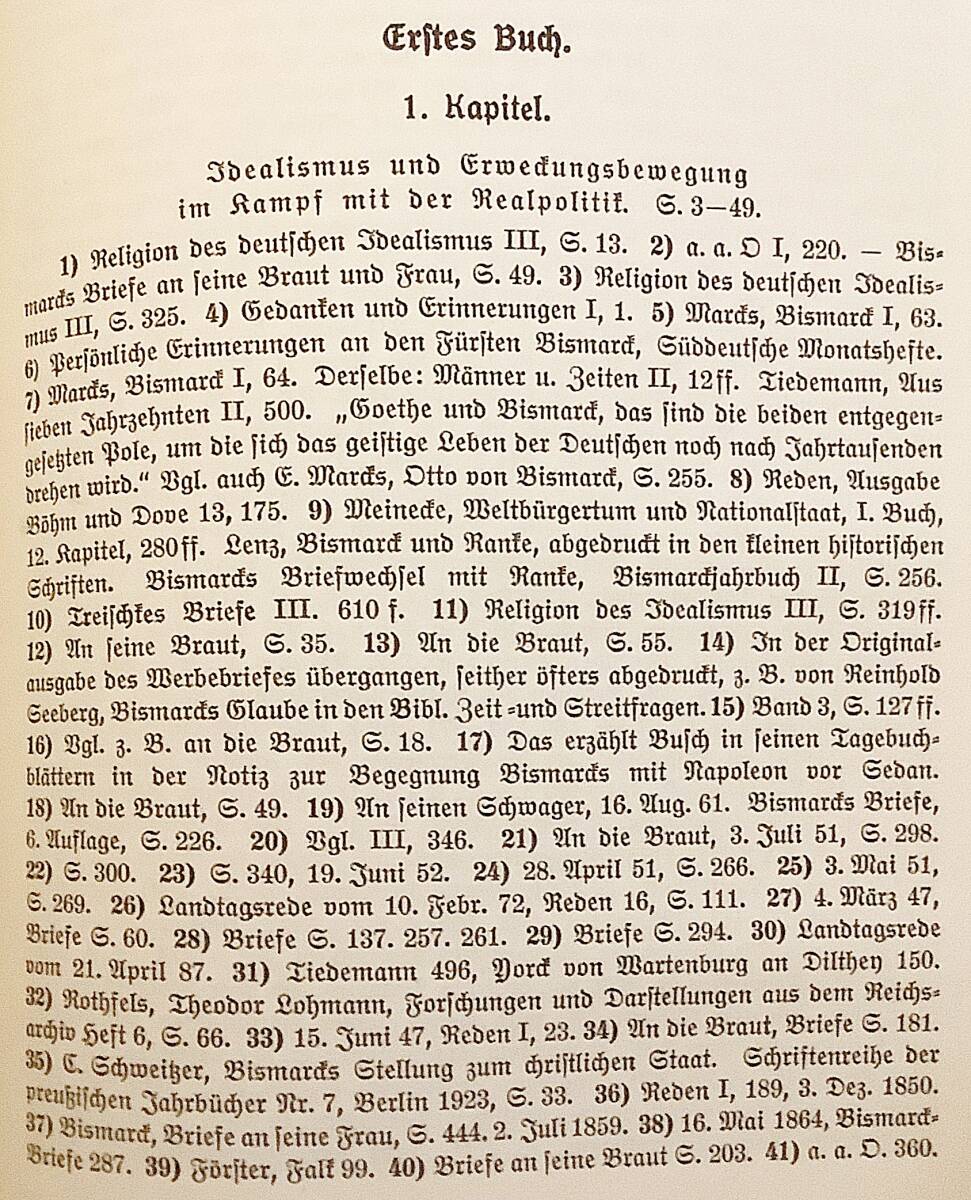 Erstes Buch.
1. Kapitel.
Idealismus und Erweckungsbewegung
im Kampf mit der Realpolitik. S. 3—49.
1) Religion des deutschen Idealismus III, S. 13. 2) a. a. O I, 220. — Bis-
marcks Briefe an seine Braut und Frau, S. 49. 3) Religion des deutschen Idealis-
mus III, S. 325. 4) Gedanken und Erinnerungen I, 1. 5) Marcks, Bismarck I, 63.
6) Persönliche Erinnerungen an den Fürsten Bismarck, Süddeutsche Monatshefte.
7) Marcks, Bismarck I, 64. Derselbe: Männer u. Zeiten II, 12ff. Tiedemann, Aus
sieben Jahrzehnten II, 500. „Goethe und Bismarck, das sind die beiden entgegen-
gesetzten Pole, um die sich das geistige Leben der Deutschen noch nach Jahrtausenden
drehen wird.“ Vgl. auch E. Marcks, Otto von Bismarck, S. 255. 8) Reden, Ausgabe
Böhm und Dove 13, 175. 9) Meinecke, Weltbürgertum und Nationalstaat, I. Buch,
12. Kapitel, 280ff. Lenz, Bismarck und Ranke, abgedruckt in den kleinen historischen
Schriften. Bismarcks Briefwechsel mit Ranke, Bismarckjahrbuch II, S. 256.
10) Treischkes Briefe III. 610 f. 11) Religion des Idealismus III, S. 319ff.
12) An seine Braut, S. 35. 13) An die Braut, S. 55. 14) In der Original-
ausgabe des Werbebriefes übergangen, seither öfters abgedruckt, z. B. von Reinhold
Seeberg, Bismarcks Glaube in den Bibl. Zeit-und Streitfragen. 15) Band 3, S. 127ff.
16) Vgl. z. B. an die Braut, S. 18. 17) Das erzählt Busch in seinen Tagebuch-
blättern in der Notiz zur Begegnung Bismarcks mit Napoleon vor Sedan.
18) An die Braut, S. 49. 19) An seinen Schwager, 16. Aug. 61. Bismarcks Briefe,
6. Auflage, S. 226. 20) Vgl. III, 346. 21) An die Braut, 3. Juli 51, S. 298.
22) S. 300. 23) S. 340, 19. Juni 52. 24) 28. April 51, S. 266. 25) 3. Mai 51,
S. 269. 26) Landtagsrede vom 10. Febr. 72, Reden 16, S. 111. 27) 4. März 47,
Briefe S. 60. 28) Briefe S. 137. 257. 261. 29) Briefe S. 294. 30) Landtagsrede
vom 21. April 87. 31) Tiedemann 496, Yorck von Wartenburg an Dilthey 150.
32) Rothfels, Theodor Lohmann, Forschungen und Darstellungen aus dem Reichs-
archiv Heft 6, S. 66. 33) 15. Juni 47, Reden I, 23. 34) An die Braut, Briefe S. 181.
35) C. Schweitzer, Bismarcks Stellung zum christlichen Staat. Schriftenreihe der
preußischen Jahrbücher Nr. 7, Berlin 1923, S. 33. 36) Reden I, 189, 3. Dez. 1850.
37) Bismarck, Briefe an seine Frau, S. 444. 2. Juli 1859. 38) 16. Mai 1864, Bismarck-
Briefe 287. 39) Förster, Falk 99. 40) Briefe an seine Braut S. 203. 41) a. a. O. 360.